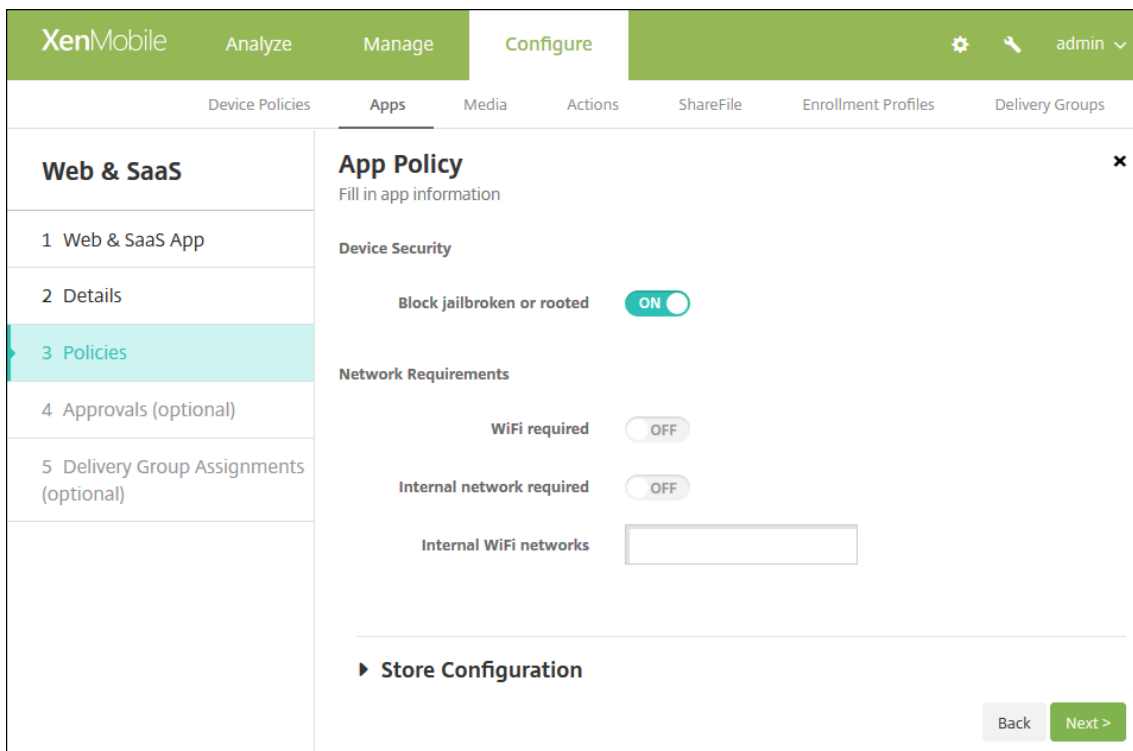 XenMobile Analyze Manage Configure admin
Device Policies Apps Media Actions ShareFile Enrollment Profiles Delivery Groups
Web & SaaS
1 Web & SaaS App
2 Details
3 Policies
4 Approvals (optional)
5 Delivery Group Assignments
(optional)
App Policy
Fill in app information
Device Security
Block jailbroken or rooted ON
Network Requirements
WiFi required OFF
Internal network required OFF
Internal WiFi networks
Store Configuration
Back Next >